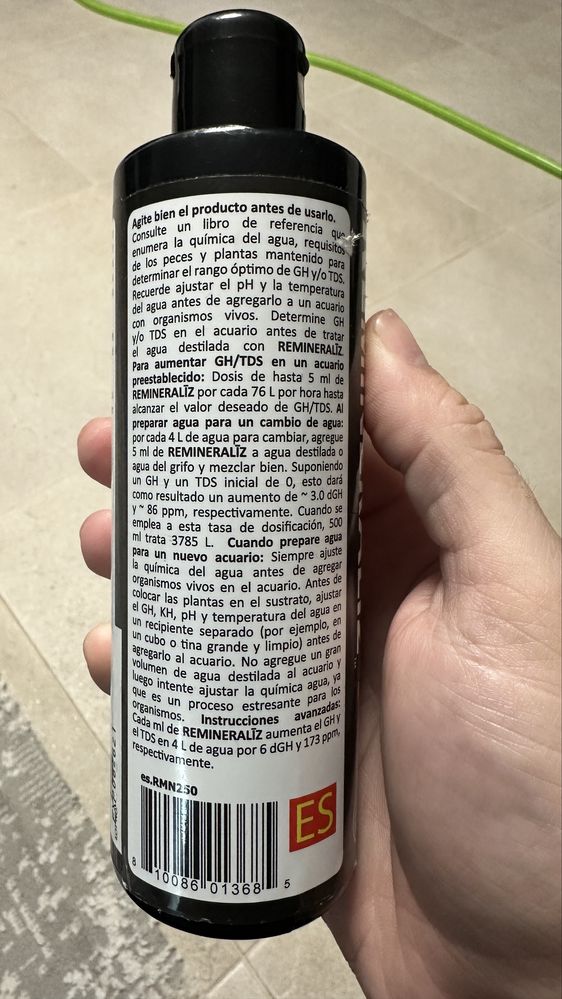 Agite bien el producto antes de usarlo.
Consulte un libro de referencia que
enumera la química del agua, requisitos
de los peces y plantas mantenido para
determinar el rango óptimo de GH y/o TDS.
Recuerde ajustar el pH y la temperatura
del agua antes de agregarlo a un acuario
con organismos vivos. Determine GH
y/o TDS en el acuario antes de tratar
el agua destilada con REMINERALĪZ.
Para aumentar GH/TDS en un acuario
preestablecido: Dosis de hasta 5 ml de
REMINERALĪZ por cada 76 L por hora hasta
alcanzar el valor deseado de GH/TDS. Al
preparar agua para un cambio de agua:
por cada 4 L de agua para cambiar, agregue
5 ml de REMINERALĪZ a agua destilada o
agua del grifo y mezclar bien. Suponiendo
un GH y un TDS inicial de 0, esto dará
como resultado un aumento de ~ 3.0 dGH
y ~ 86 ppm, respectivamente. Cuando se
emplea a esta tasa de dosificación, 500
ml trata 3785 L. Cuando prepare agua
para un nuevo acuario: Siempre ajuste
la química del agua antes de agregar
organismos vivos en el acuario. Antes de
colocar las plantas en el sustrato, ajustar
el GH, KH, pH y temperatura del agua en
un recipiente separado (por ejemplo, en
un cubo o tina grande y limpio) antes de
agregarlo al acuario. No agregue un gran
volumen de agua destilada al acuario y
luego intente ajustar la química agua, ya
que es un proceso estresante para los
organismos. Instrucciones avanzadas:
Cada ml de REMINERALĪZ aumenta el GH y
el TDS en 4 L de agua por 6 dGH y 173 ppm,
respectivamente.
es.RMN250
ES
8 10086 01368 5